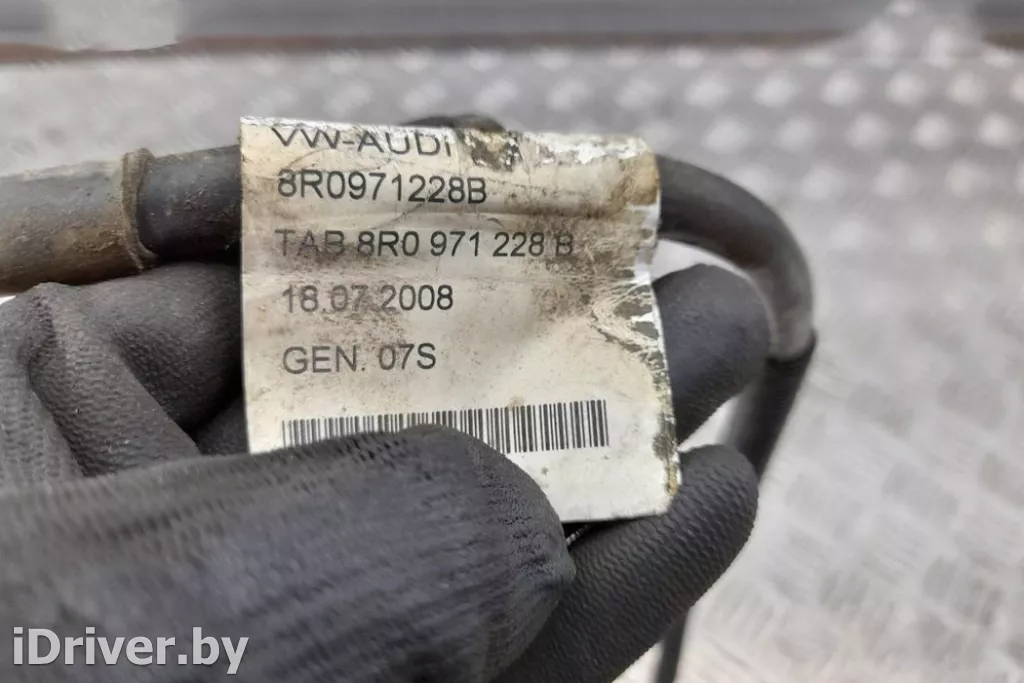 VW-AUDI
8R0971228B
TAB 8R0 971 228 B
18.07.2008
GEN. 07S
iDriver.by